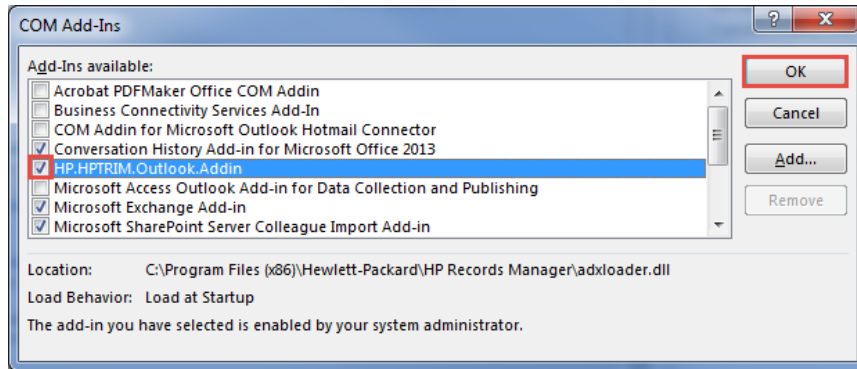 COM Add-Ins
Add-Ins available:
Acrobat PDFMaker Office COM Addin
Business Connectivity Services Add-In
COM Addin for Microsoft Outlook Hotmail Connector
Conversation History Add-in for Microsoft Office 2013
HP.HPTRIM.Outlook.Addin
Microsoft Access Outlook Add-in for Data Collection and Publishing
Microsoft Exchange Add-in
Microsoft SharePoint Server Colleague Import Add-in
OK
Cancel
Add...
Remove
Location: C:\Program Files (x86)\Hewlett-Packard\HP Records Manager\adxloader.dll
Load Behavior: Load at Startup
The add-in you have selected is enabled by your system administrator.